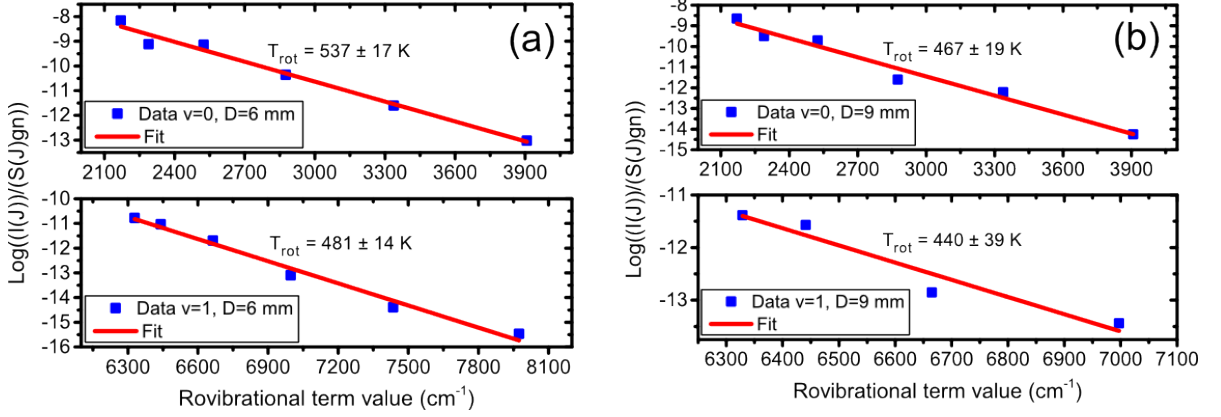 Log((I(J))/(S(J)gn))
-8
-9
-10
-11
-12
-13
(a)
T_rot = 537 ± 17 K
Data v=0, D=6 mm
Fit
2100 2400 2700 3000 3300 3600 3900
-10
-11
-12
-13
-14
-15
-16
T_rot = 481 ± 14 K
Data v=1, D=6 mm
Fit
6300 6600 6900 7200 7500 7800 8100
Rovibrational term value (cm⁻¹)
Log((I(J))/(S(J)gn))
-8
-9
-10
-11
-12
-13
-14
-15
(b)
T_rot = 467 ± 19 K
Data v=0, D=9 mm
Fit
2100 2400 2700 3000 3300 3600 3900
-11
-12
-13
T_rot = 440 ± 39 K
Data v=1, D=9 mm
Fit
6300 6400 6500 6600 6700 6800 6900 7000 7100
Rovibrational term value (cm⁻¹)